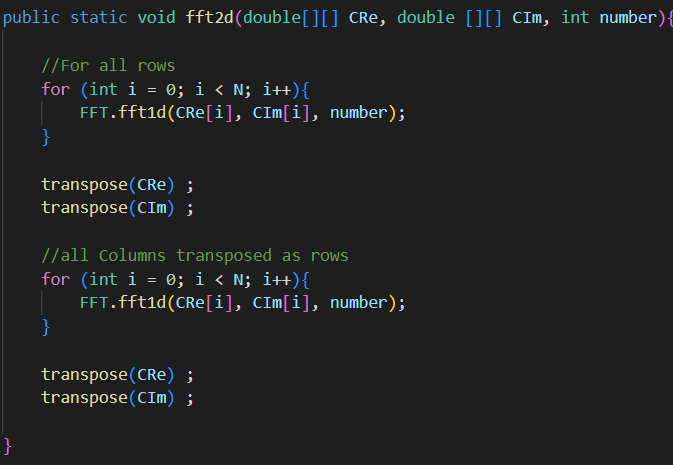 public static void fft2d(double[][] CRe, double [][] CIm, int number){
//For all rows
for (int i = 0; i < N; i++){
FFT.fft1d(CRe[i], CIm[i], number);
}
transpose(CRe) ;
transpose(CIm) ;
//all Columns transposed as rows
for (int i = 0; i < N; i++){
FFT.fft1d(CRe[i], CIm[i], number);
}
transpose(CRe) ;
transpose(CIm) ;
}